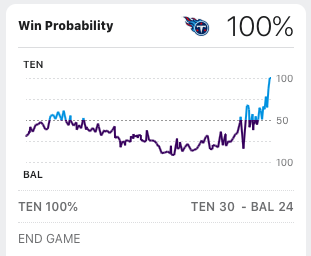 Win Probability
100%
TEN
100
50
100
BAL
TEN 100%
TEN 30 - BAL 24
END GAME